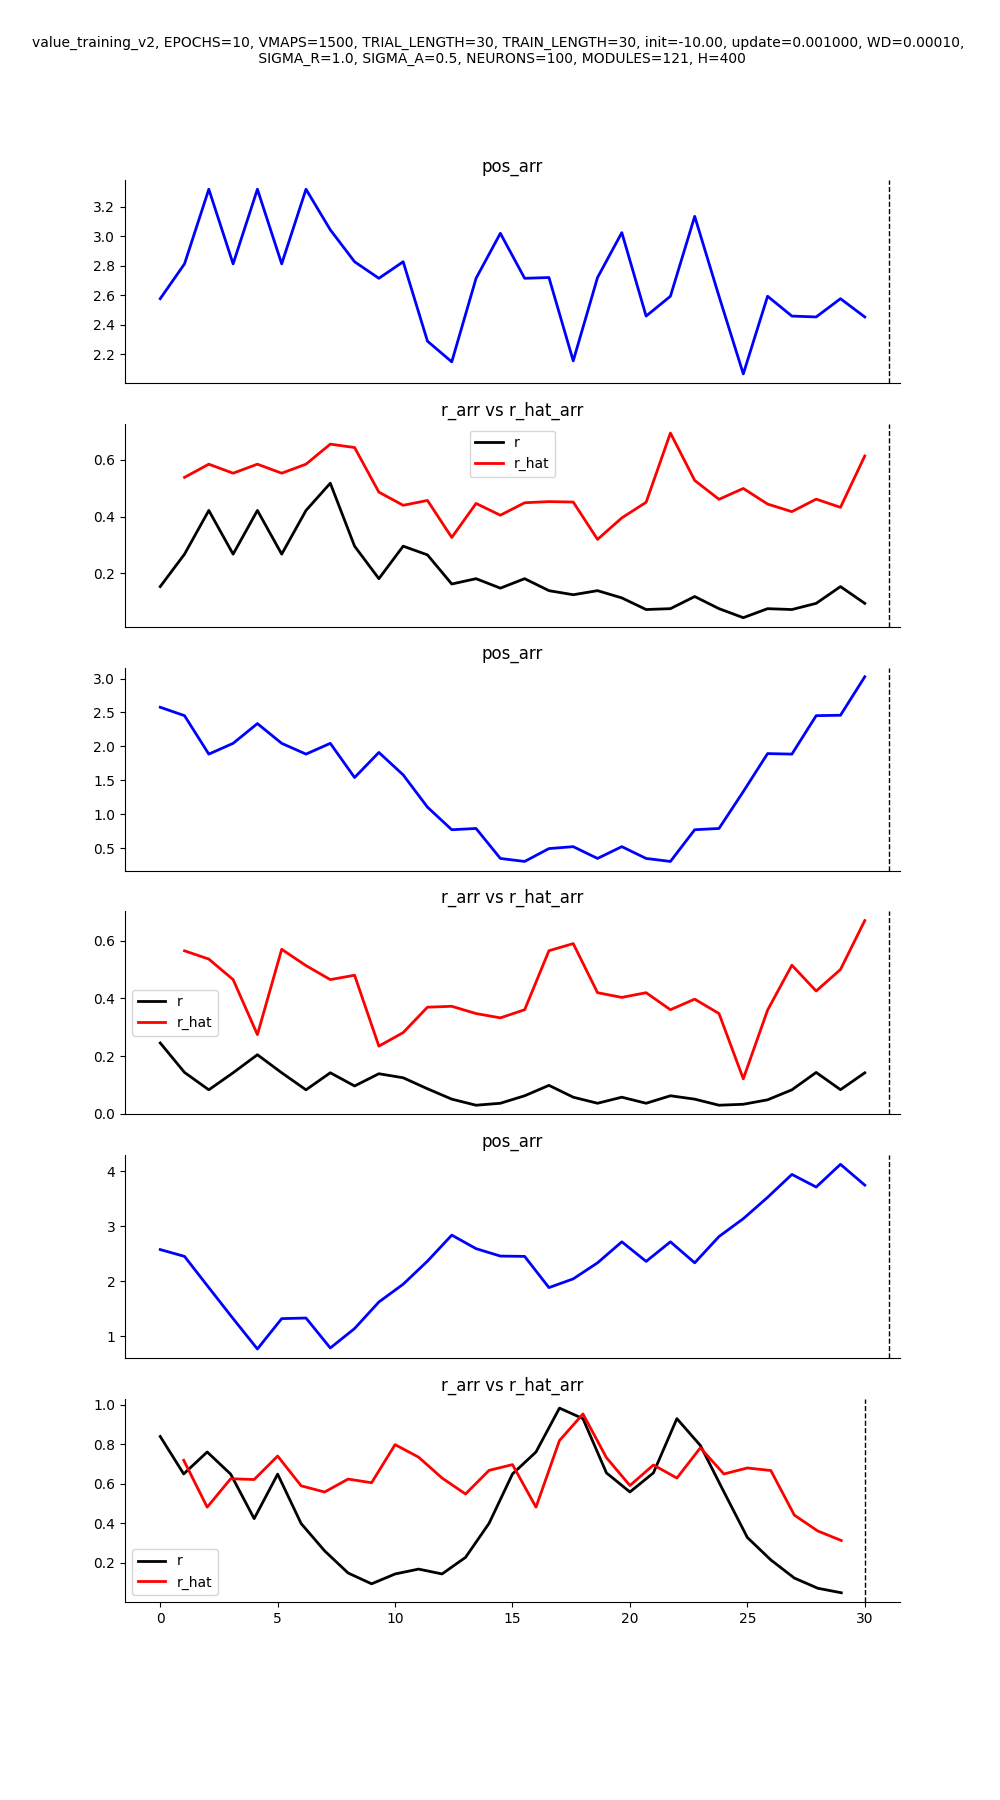 value_training_v2, EPOCHS=10, VMAPS=1500, TRIAL_LENGTH=30, TRAIN_LENGTH=30, init=-10.00, update=0.001000, WD=0.00010,
SIGMA_R=1.0, SIGMA_A=0.5, NEURONS=100, MODULES=121, H=400
pos_arr
3.2
3.0
2.8
2.6
2.4
2.2
r_arr vs r_hat_arr
r
r_hat
0.6
0.4
0.2
pos_arr
3.0
2.5
2.0
1.5
1.0
0.5
r_arr vs r_hat_arr
0.6
0.4
r
r_hat
0.2
0.0
pos_arr
4
3
2
1
r_arr vs r_hat_arr
1.0
0.8
0.6
0.4
0.2
r
r_hat
0 5 10 15 20 25 30